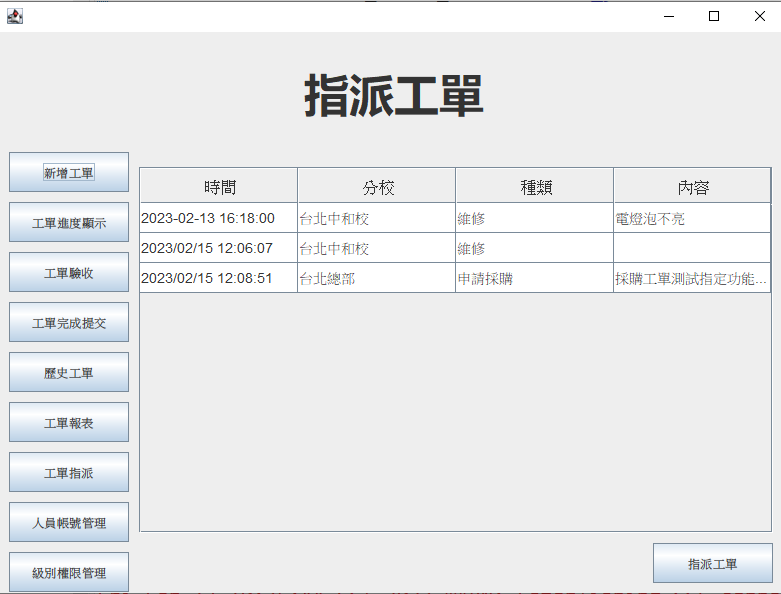 指派工單
新增工單
工單進度顯示
工單驗收
工單完成提交
歷史工單
工單報表
工單指派
人員帳號管理
級別權限管理
時間 分校 種類 內容
2023-02-13 16:18:00 台北中和校 維修 電燈泡不亮
2023/02/15 12:06:07 台北中和校 維修
2023/02/15 12:08:51 台北總部 申請採購 採購工單測試指定功能...
指派工單